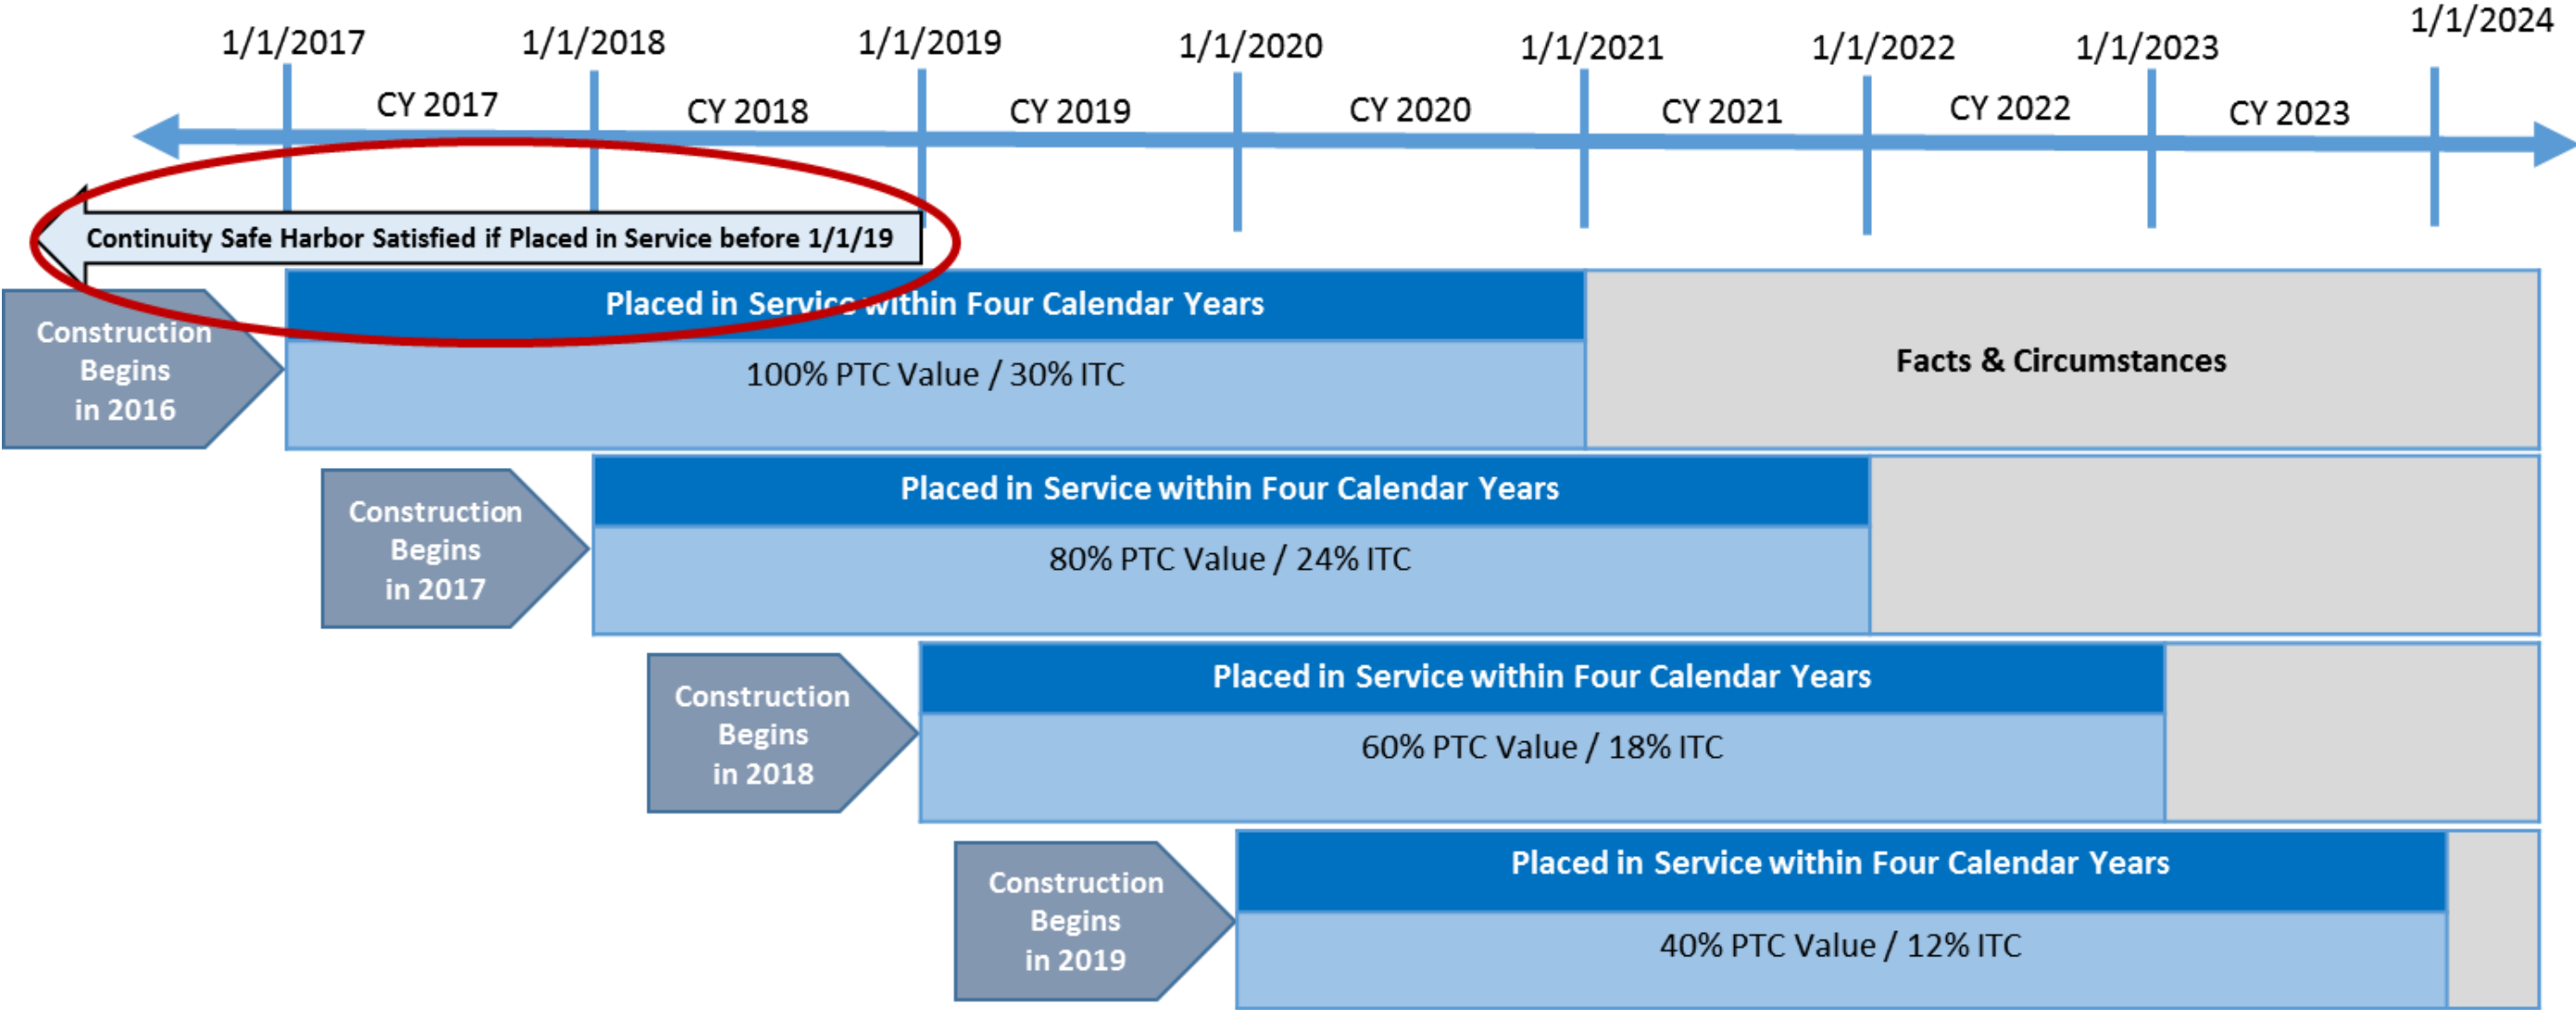 1/1/2017
1/1/2018
1/1/2019
1/1/2020
1/1/2021
1/1/2022
1/1/2023
1/1/2024
CY 2017
CY 2018
CY 2019
CY 2020
CY 2021
CY 2022
CY 2023
Continuity Safe Harbor Satisfied if Placed in Service before 1/1/19
Construction
Begins
in 2016
Placed in Service within Four Calendar Years
100% PTC Value / 30% ITC
Facts & Circumstances
Construction
Begins
in 2017
Placed in Service within Four Calendar Years
80% PTC Value / 24% ITC
Construction
Begins
in 2018
Placed in Service within Four Calendar Years
60% PTC Value / 18% ITC
Construction
Begins
in 2019
Placed in Service within Four Calendar Years
40% PTC Value / 12% ITC